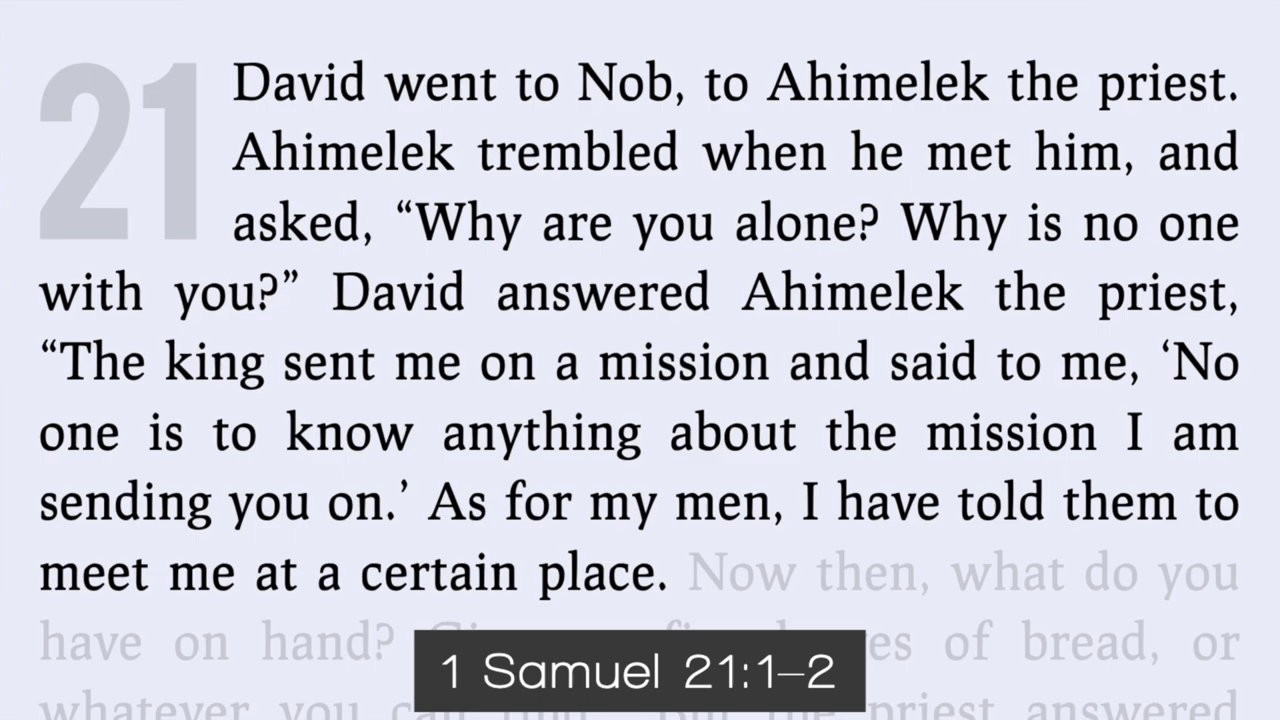 21
David went to Nob, to Ahimelek the priest.
Ahimelek trembled when he met him, and
asked, “Why are you alone? Why is no one
with you?” David answered Ahimelek the priest,
“The king sent me on a mission and said to me, ‘No
one is to know anything about the mission I am
sending you on.’ As for my men, I have told them to
meet me at a certain place. Now then, what do you
have on hand? of bread, or
whatever you priest answered
1 Samuel 21:1–2